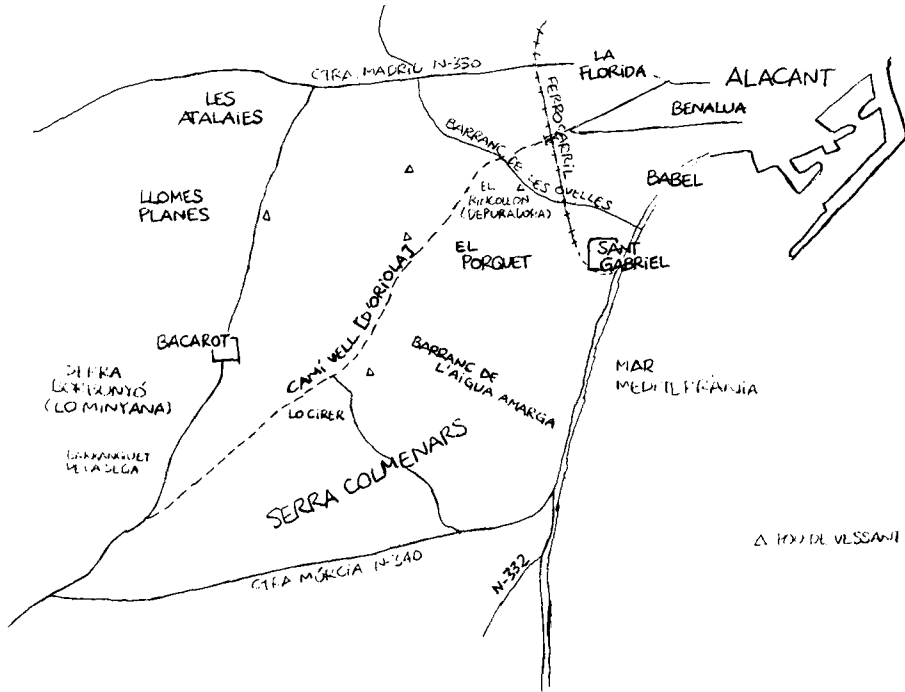 CTRA. MADRID N-330
LA
FLORIDA
ALACANT
BENALUA
FERROCARRIL
LES
ATALAIES
BARRANC DE LES OVELLES
BABEL
LLOMES
PLANES
EL
RINCOLLON
(DEPURADORA)
EL
PORQUET
SANT
GABRIEL
CAMÍ VELL [D'ORIOLA]
BACAROT
SERRA
BORBUNYÓ
(LO MINYANA)
BARRANC DE
L'AIGUA AMARGA
MAR
MEDITERRÀNIA
LO CIRER
BARRANQUET
SERRA COLMENARS
CTRA MÚRCIA N-340
N-332
POU DE VESSANT